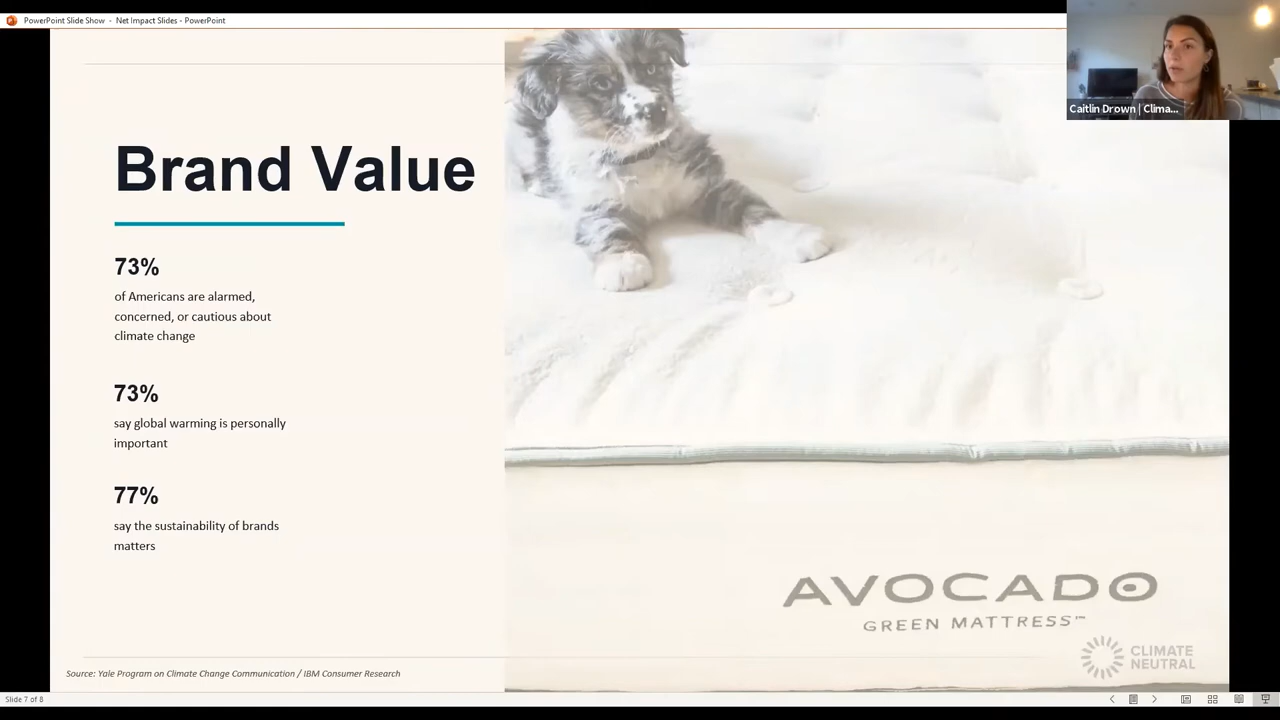 PowerPoint Slide Show - Net Impact Slides - PowerPoint
Caitlin Drown | Clima...
Brand Value
73%
of Americans are alarmed,
concerned, or cautious about
climate change
73%
say global warming is personally
important
77%
say the sustainability of brands
matters
AVOCADO
GREEN MATTRESS™
CLIMATE
NEUTRAL
Source: Yale Program on Climate Change Communication / IBM Consumer Research
Slide 7 of 8